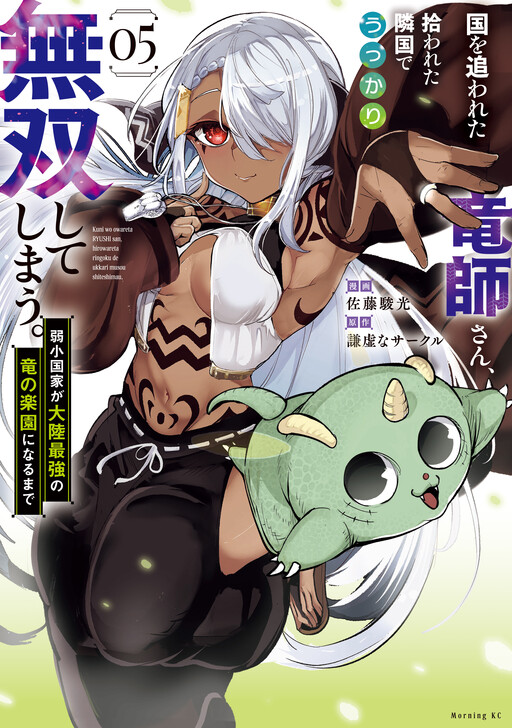 国を追われた
竜師さん、
拾われた
隣国で
うっかり
無双して
しまう。
05
Kuni wo owareta
RYUSHI san,
hirowareta
ringoku de
ukkari musou
shiteshimau.
漫画
佐藤駿光
原作
謙虚なサークル
弱小国家が大陸最強の
竜の楽園になるまで
Morning KC